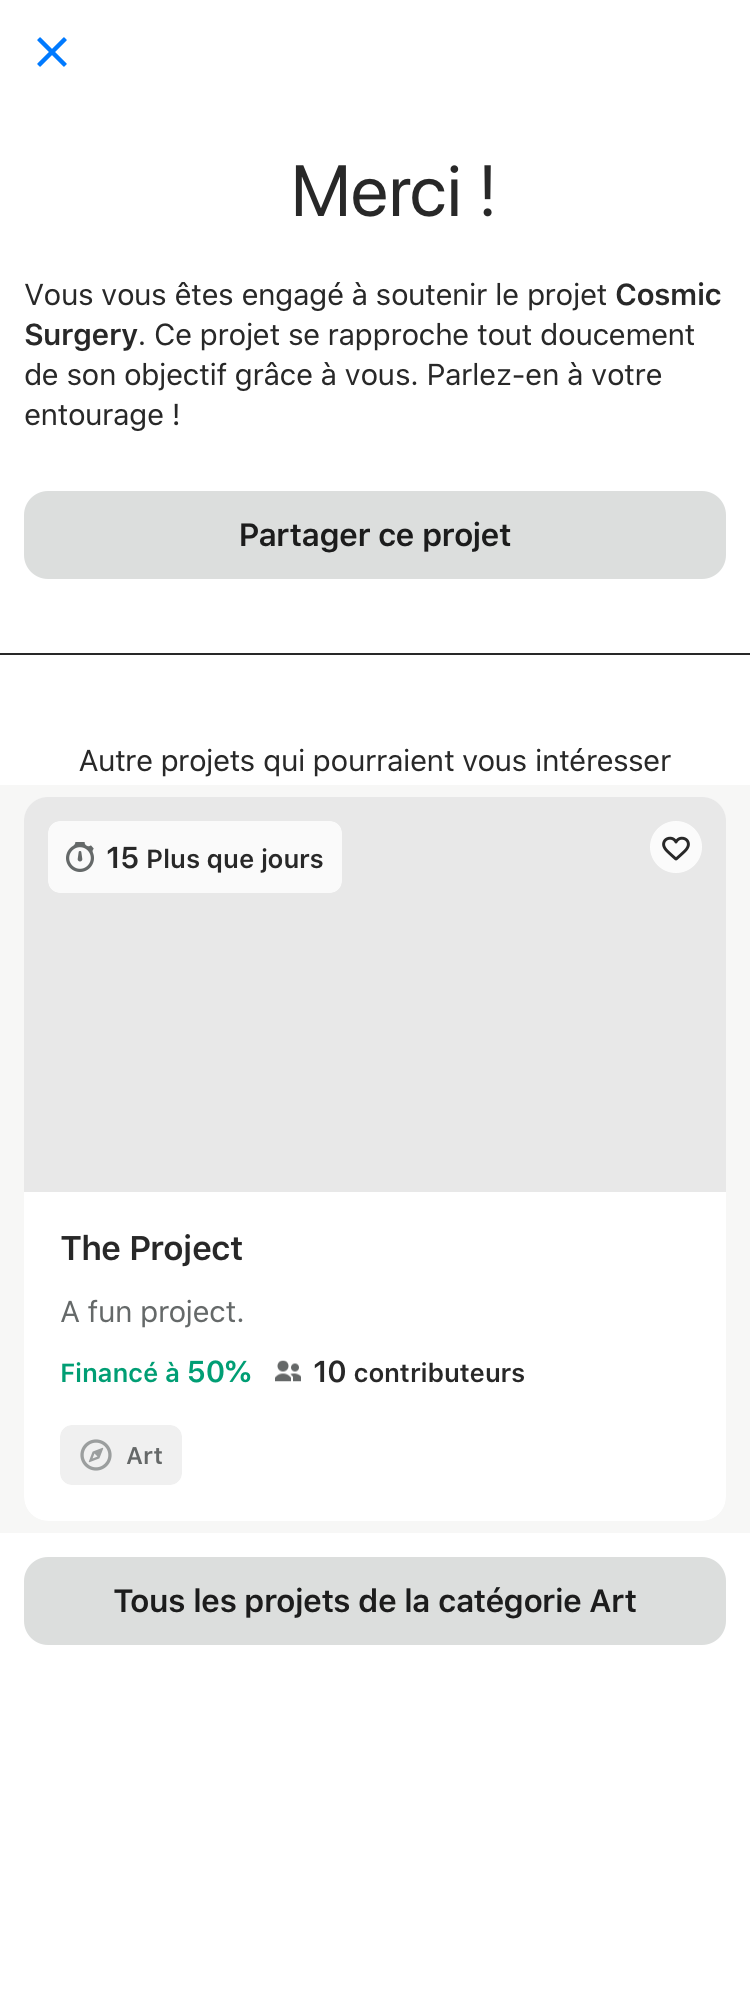 Merci !
Vous vous êtes engagé à soutenir le projet Cosmic
Surgery. Ce projet se rapproche tout doucement
de son objectif grâce à vous. Parlez-en à votre
entourage !
Partager ce projet
Autre projets qui pourraient vous intéresser
15 Plus que jours
The Project
A fun project.
Financé à 50% 10 contributeurs
Art
Tous les projets de la catégorie Art